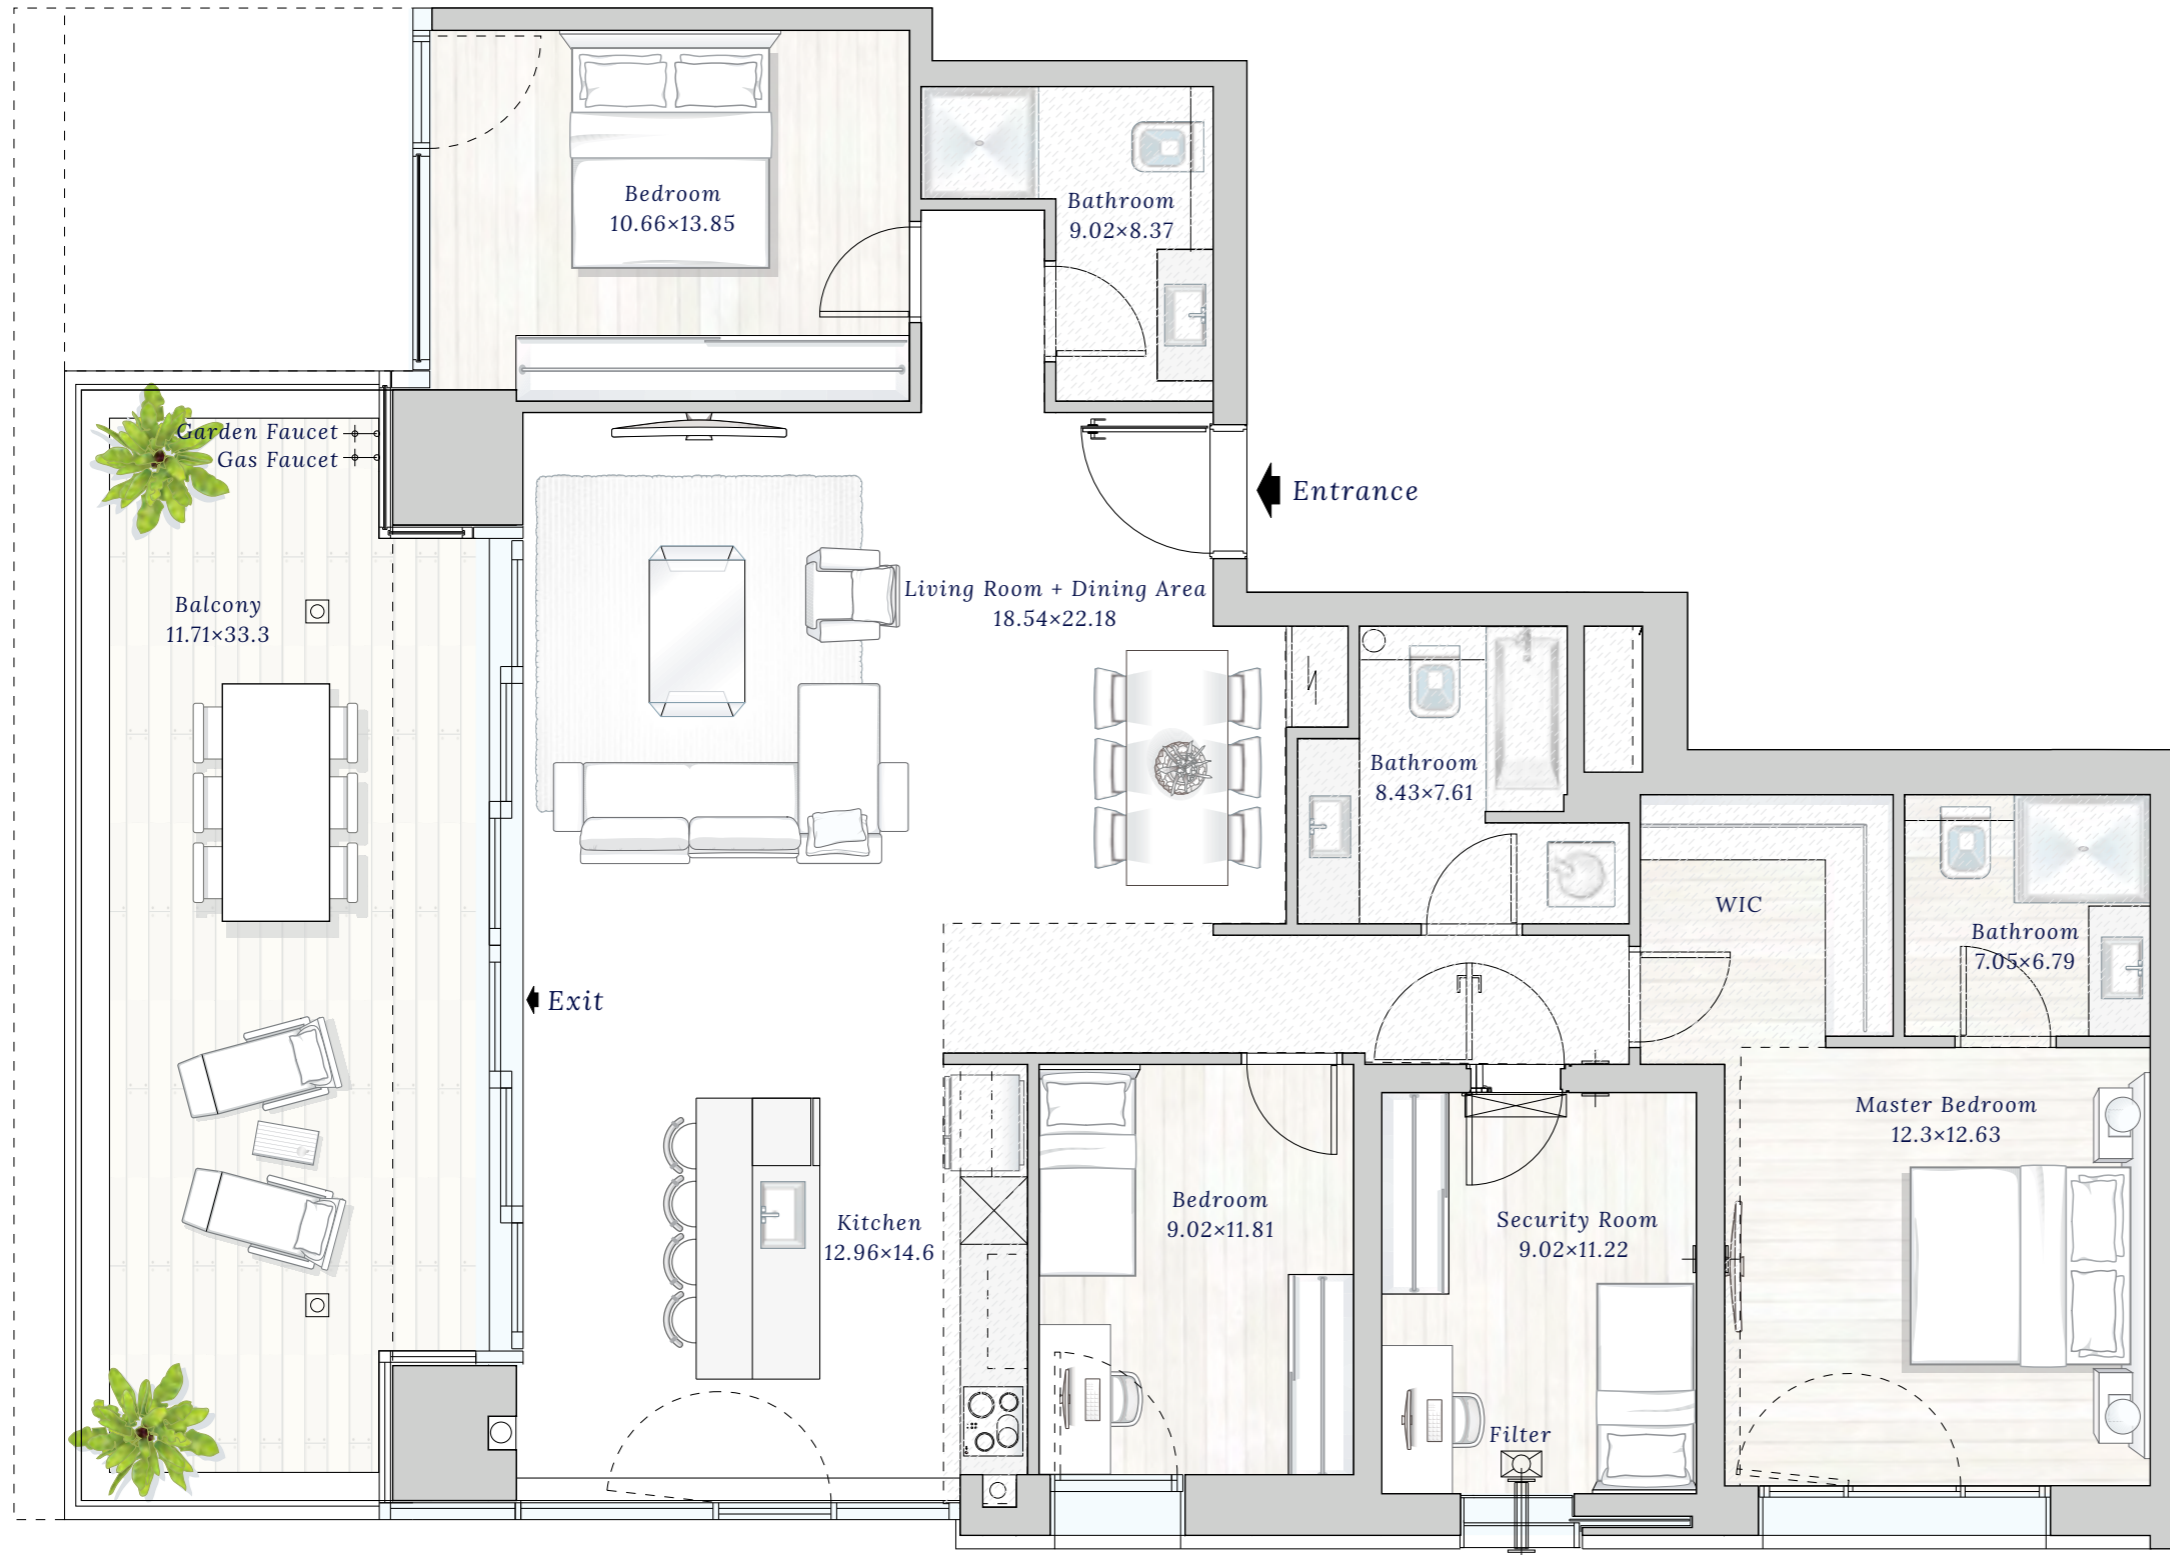 Bedroom
10.66×13.85
Bathroom
9.02×8.37
Garden Faucet
Gas Faucet
Entrance
Living Room + Dining Area
18.54×22.18
Balcony
11.71×33.3
Bathroom
8.43×7.61
WIC
Bathroom
7.05×6.79
Exit
Master Bedroom
12.3×12.63
Bedroom
9.02×11.81
Security Room
9.02×11.22
Kitchen
12.96×14.6
Filter